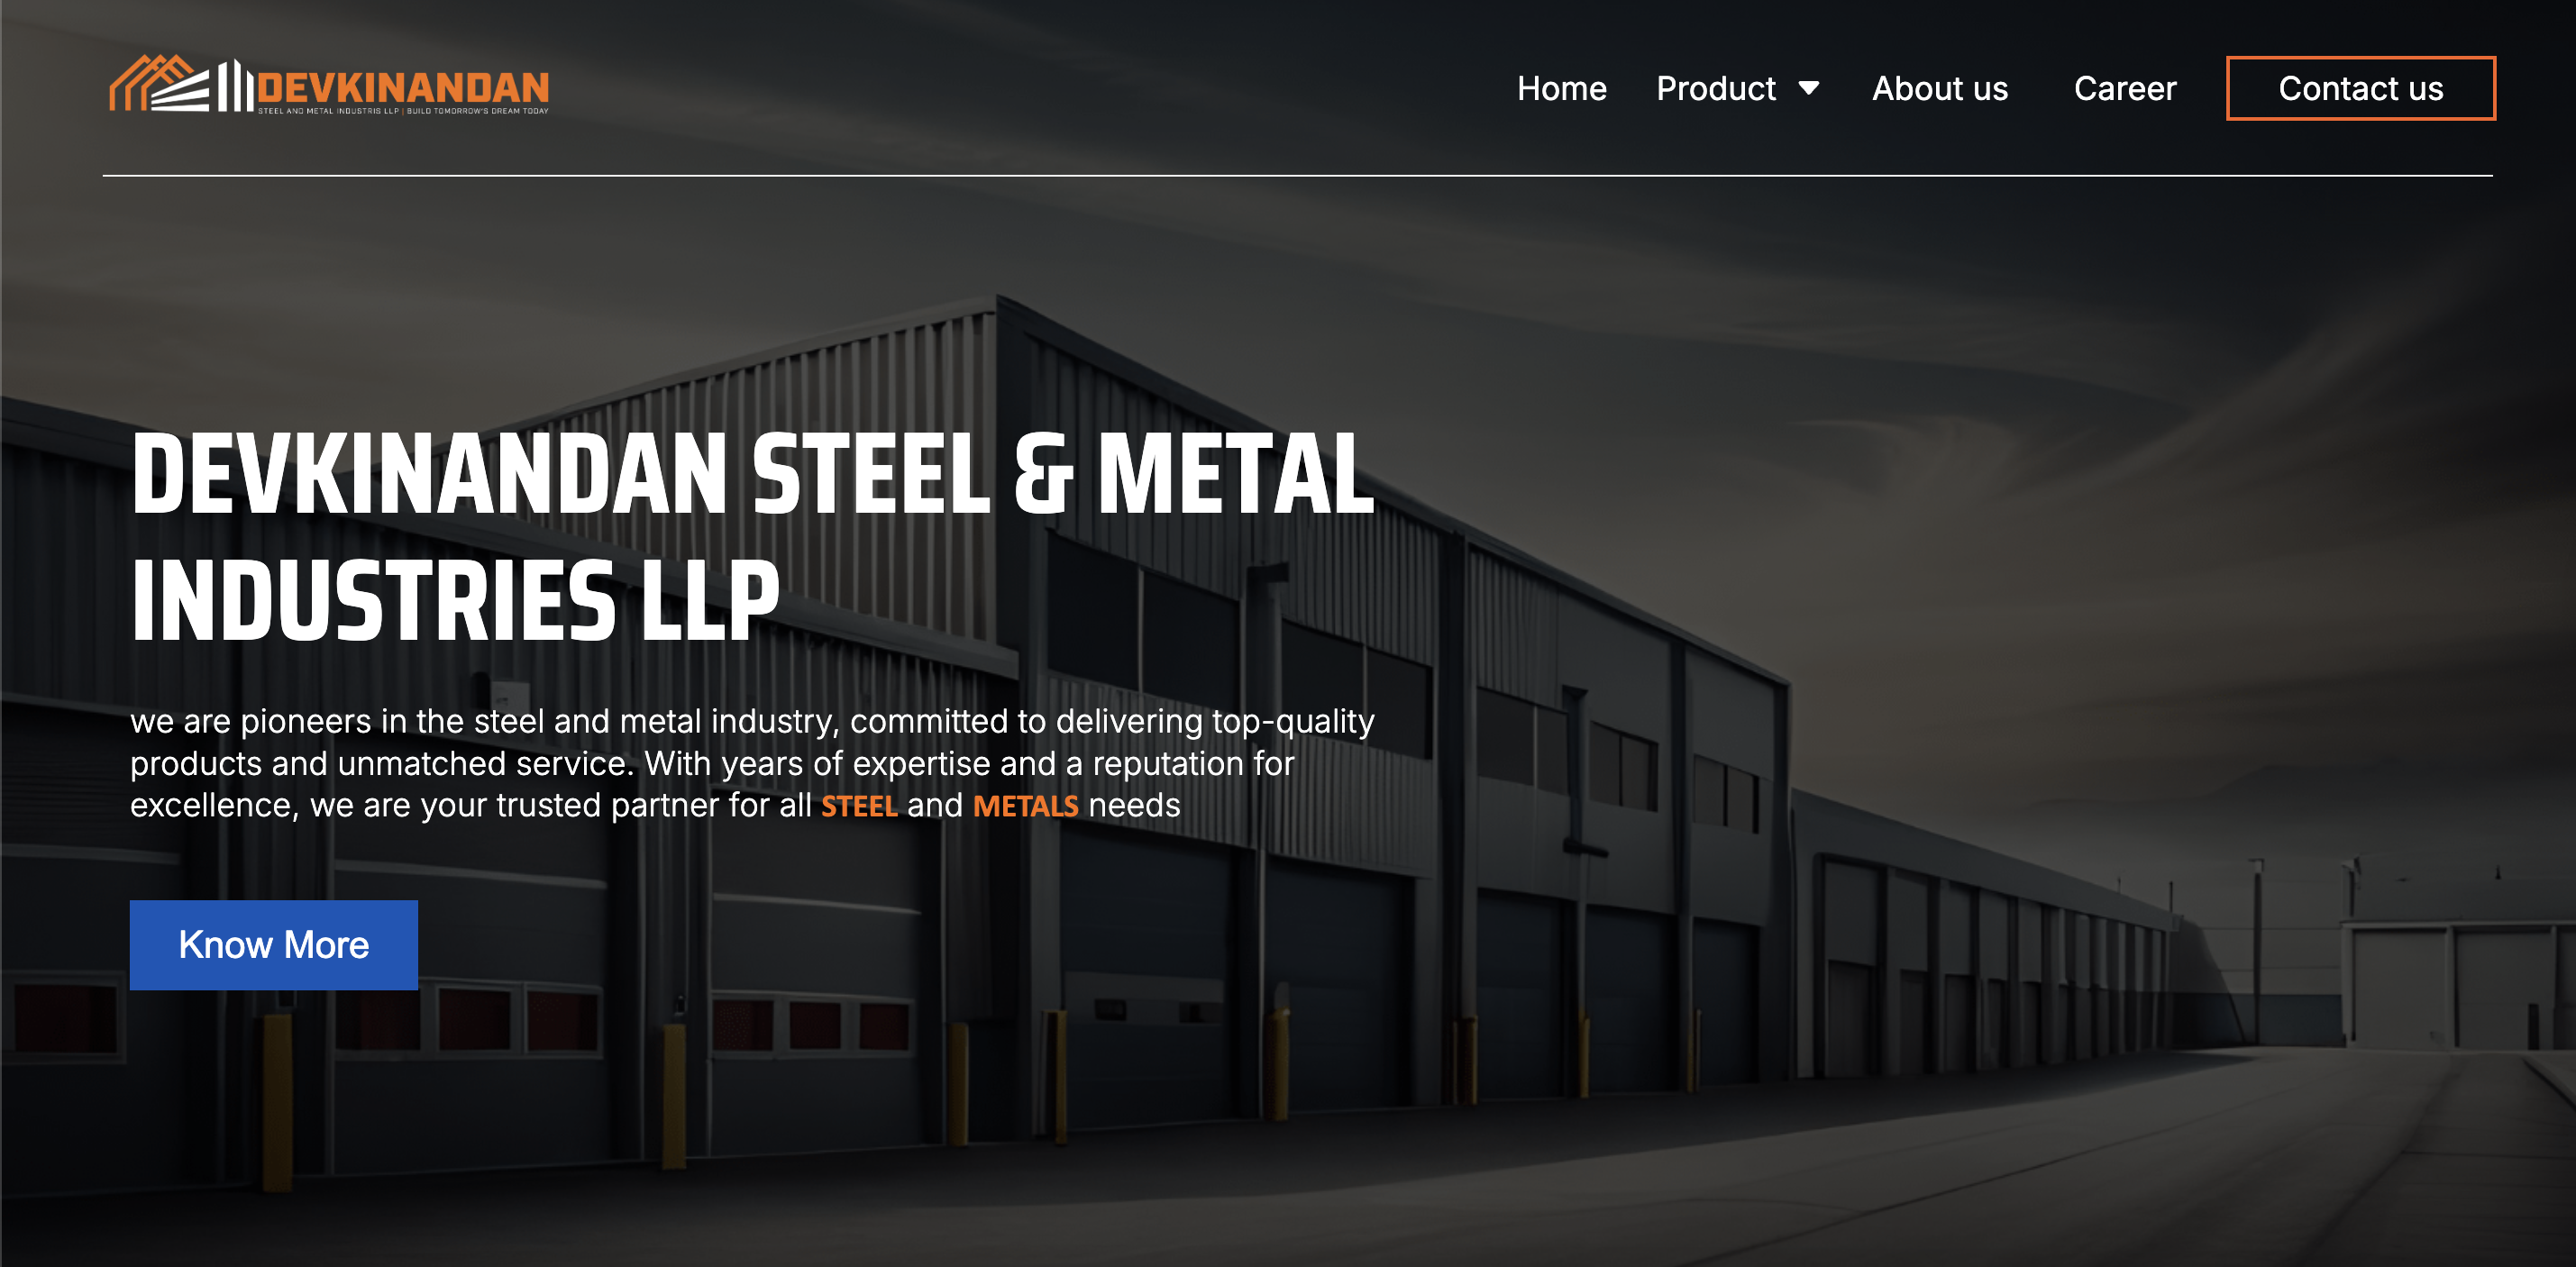 DEVKINANDAN
STEEL AND METAL INDUSTRIS LLP | BUILD TOMORROW'S DREAM TODAY
Home Product About us Career Contact us
DEVKINANDAN STEEL & METAL
INDUSTRIES LLP
we are pioneers in the steel and metal industry, committed to delivering top-quality
products and unmatched service. With years of expertise and a reputation for
excellence, we are your trusted partner for all STEEL and METALS needs
Know More